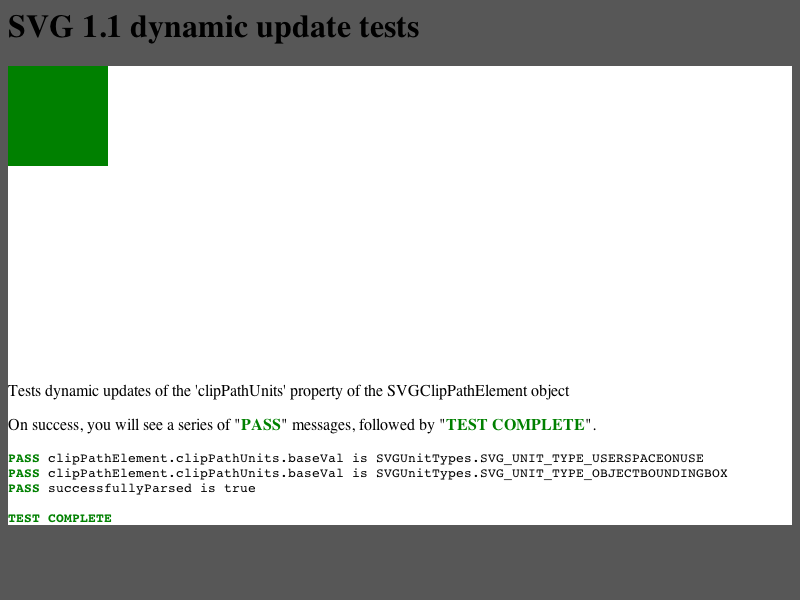 SVG 1.1 dynamic update tests
Tests dynamic updates of the 'clipPathUnits' property of the SVGClipPathElement object
On success, you will see a series of "PASS" messages, followed by "TEST COMPLETE".
PASS clipPathElement.clipPathUnits.baseVal is SVGUnitTypes.SVG_UNIT_TYPE_USERSPACEONUSE
PASS clipPathElement.clipPathUnits.baseVal is SVGUnitTypes.SVG_UNIT_TYPE_OBJECTBOUNDINGBOX
PASS successfullyParsed is true
TEST COMPLETE